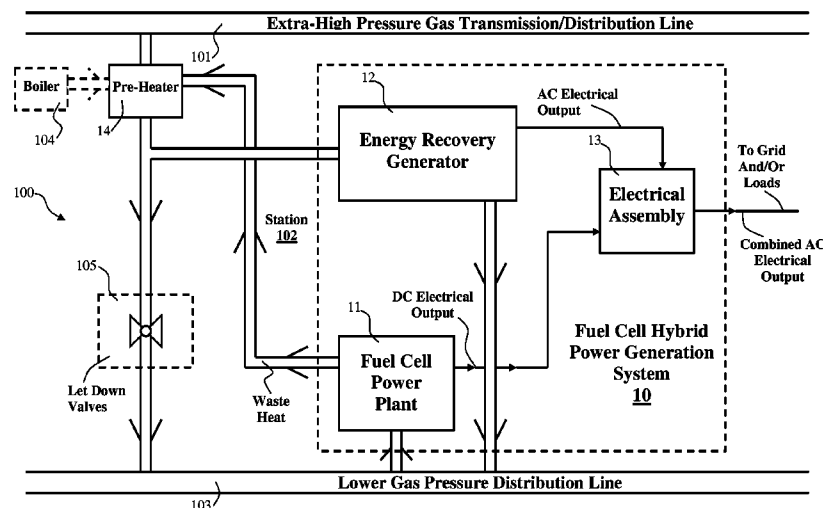 Extra-High Pressure Gas Transmission/Distribution Line
101
Boiler
Pre-Heater
104
14
12
Energy Recovery
Generator
AC Electrical
Output
13
Electrical
Assembly
To Grid
And/Or
Loads
Combined AC
Electrical
Output
100
Station
102
105
Let Down
Valves
11
Fuel Cell
Power
Plant
DC Electrical
Output
Waste
Heat
Fuel Cell Hybrid
Power Generation
System
10
Lower Gas Pressure Distribution Line
103